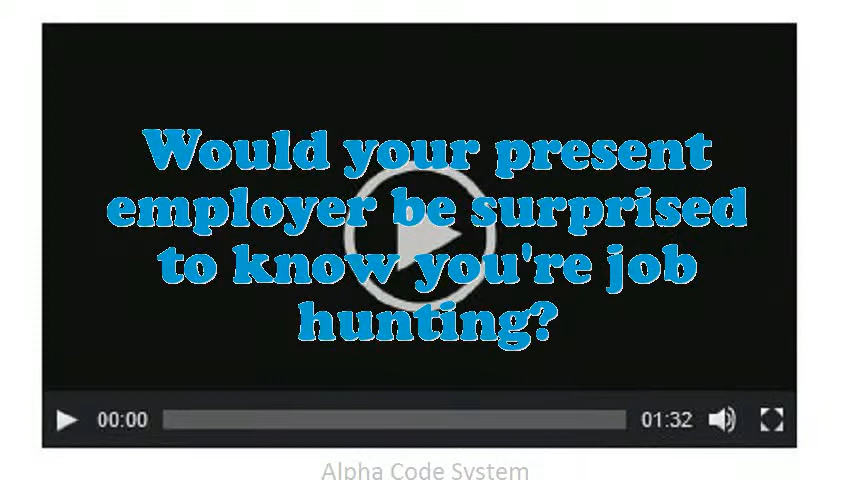 Would your present
employer be surprised
to know you're job
hunting?
00:00
01:32
Alpha Code System